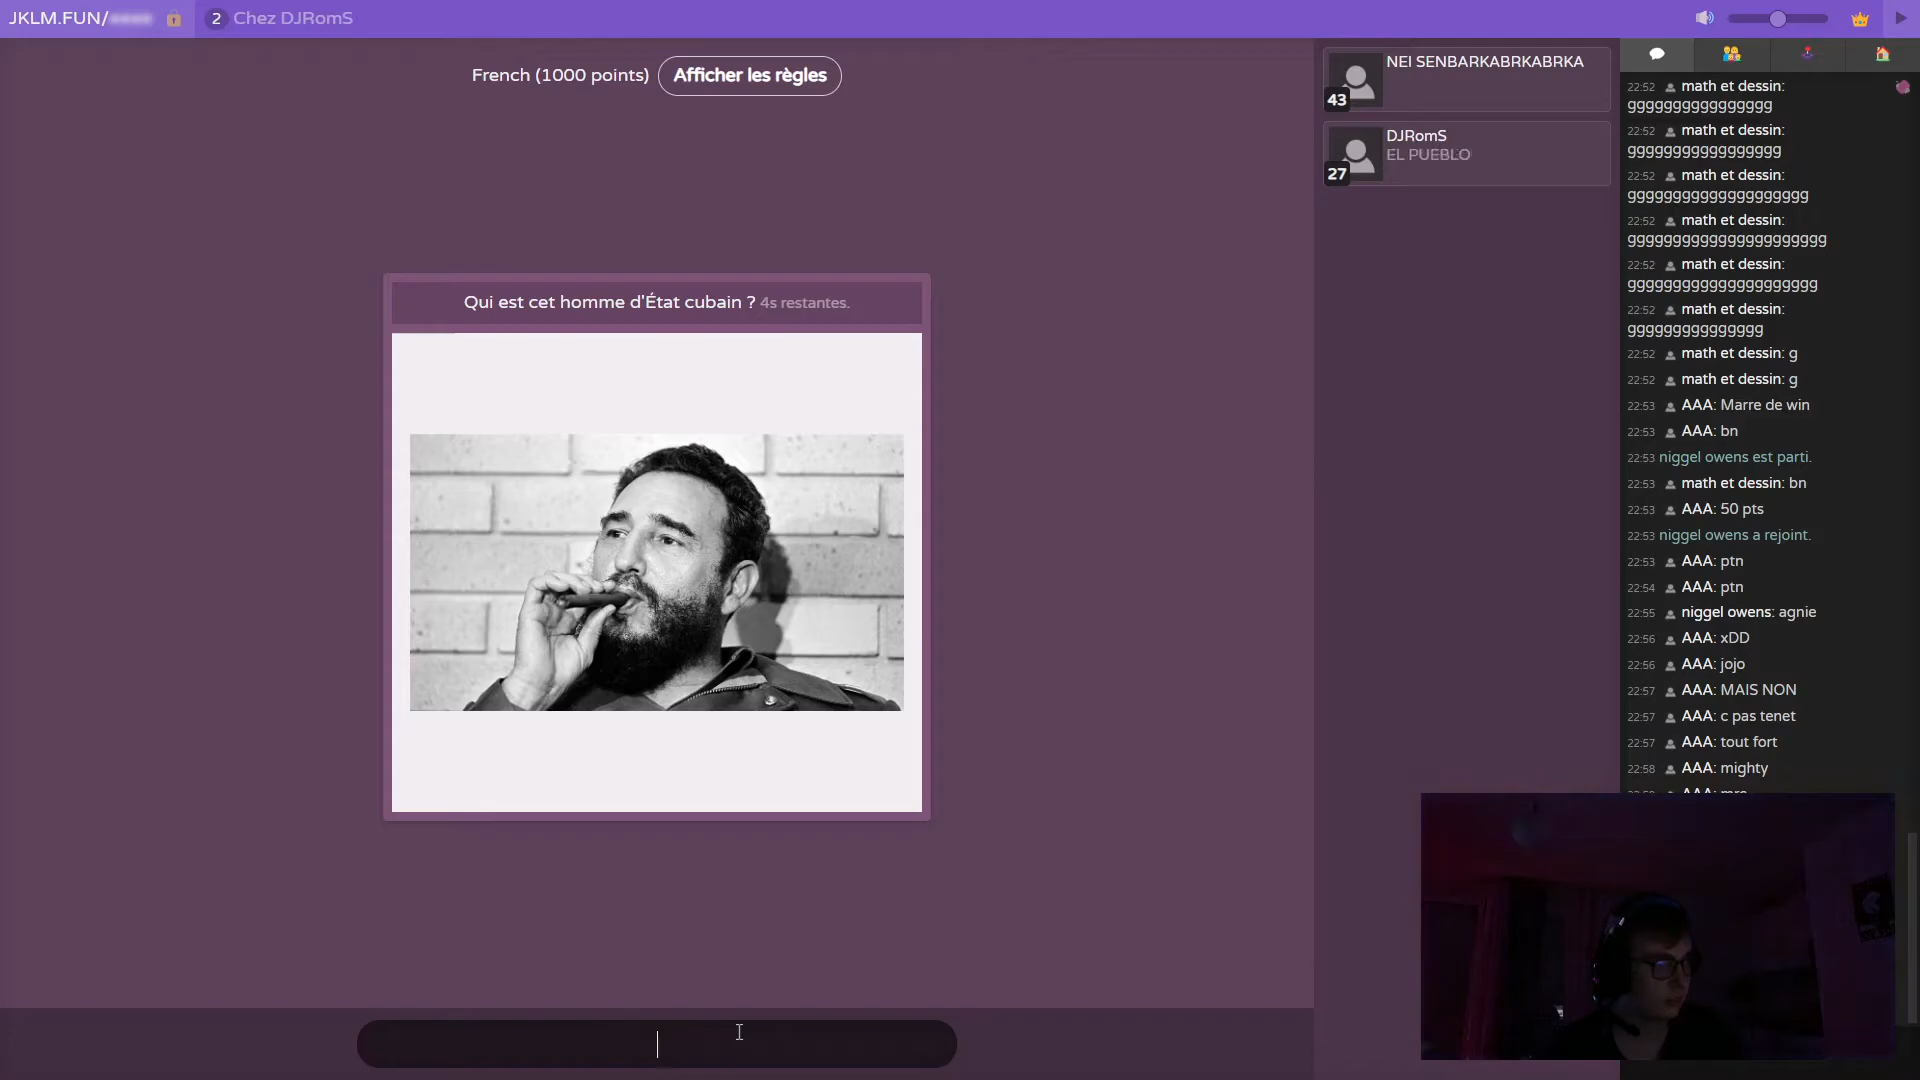 JKLM.FUN/
2 Chez DJRomS
French (1000 points) Afficher les règles
Qui est cet homme d'État cubain ? 4s restantes.
NEI SENBARKABRKABRKA
43
DJRomS
EL PUEBLO
27
22:52 math et dessin:
gggggggggggggggg
22:52 math et dessin:
ggggggggggggggggg
22:52 math et dessin:
gggggggggggggggggggg
22:52 math et dessin:
gggggggggggggggggggggg
22:52 math et dessin:
ggggggggggggggggggggg
22:52 math et dessin:
ggggggggggggggg
22:52 math et dessin: g
22:52 math et dessin: g
22:53 AAA: Marre de win
22:53 AAA: bn
22:53 niggel owens est parti.
22:53 math et dessin: bn
22:53 AAA: 50 pts
22:53 niggel owens a rejoint.
22:53 AAA: ptn
22:54 AAA: ptn
22:55 niggel owens: agnie
22:56 AAA: xDD
22:56 AAA: jojo
22:57 AAA: MAIS NON
22:57 AAA: c pas tenet
22:57 AAA: tout fort
22:58 AAA: mighty